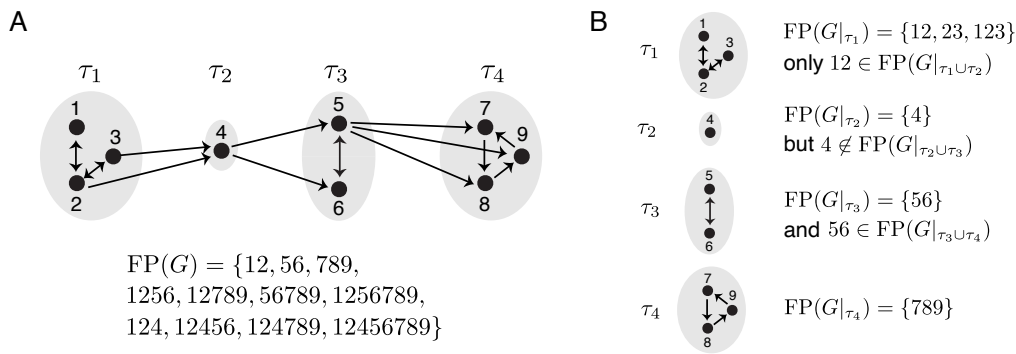 A
τ₁ τ₂ τ₃ τ₄
1
3
2
4
5
6
7
9
8
FP(G) = {12, 56, 789,
1256, 12789, 56789, 1256789,
124, 12456, 124789, 12456789}
B
τ₁
1
3
2
FP(G|τ₁) = {12, 23, 123}
only 12 ∈ FP(G|τ₁∪τ₂)
τ₂
4
FP(G|τ₂) = {4}
but 4 ∉ FP(G|τ₂∪τ₃)
τ₃
5
6
FP(G|τ₃) = {56}
and 56 ∈ FP(G|τ₃∪τ₄)
τ₄
7
9
8
FP(G|τ₄) = {789}